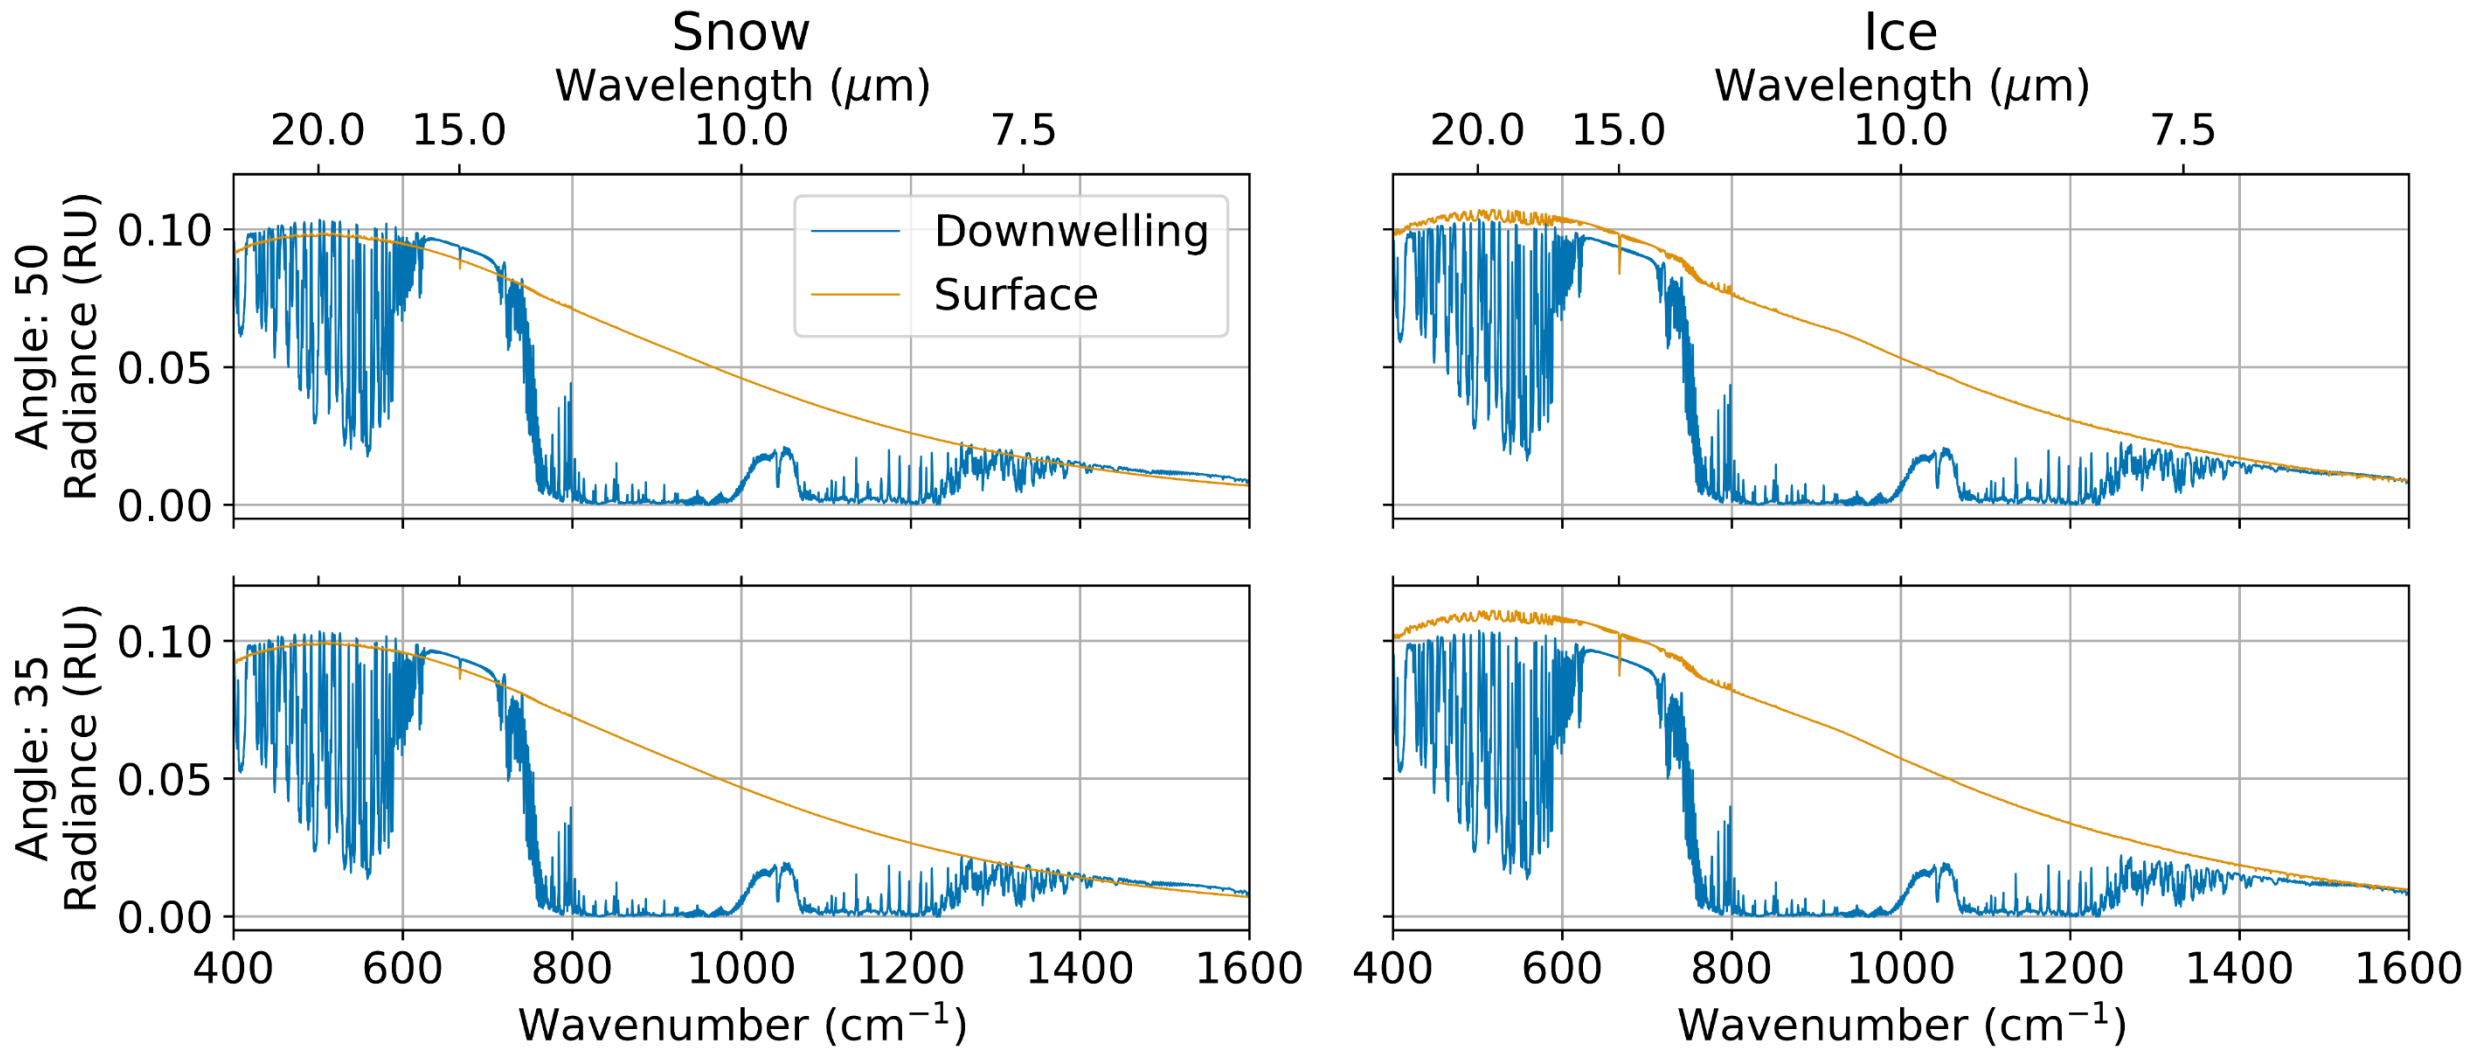 Snow
Wavelength (μm)
20.0 15.0 10.0 7.5
Ice
Wavelength (μm)
20.0 15.0 10.0 7.5
Angle: 50
Radiance (RU)
0.10
0.05
0.00
Downwelling
Surface
Angle: 35
Radiance (RU)
0.10
0.05
0.00
400 600 800 1000 1200 1400 1600
Wavenumber (cm⁻¹)
400 600 800 1000 1200 1400 1600
Wavenumber (cm⁻¹)